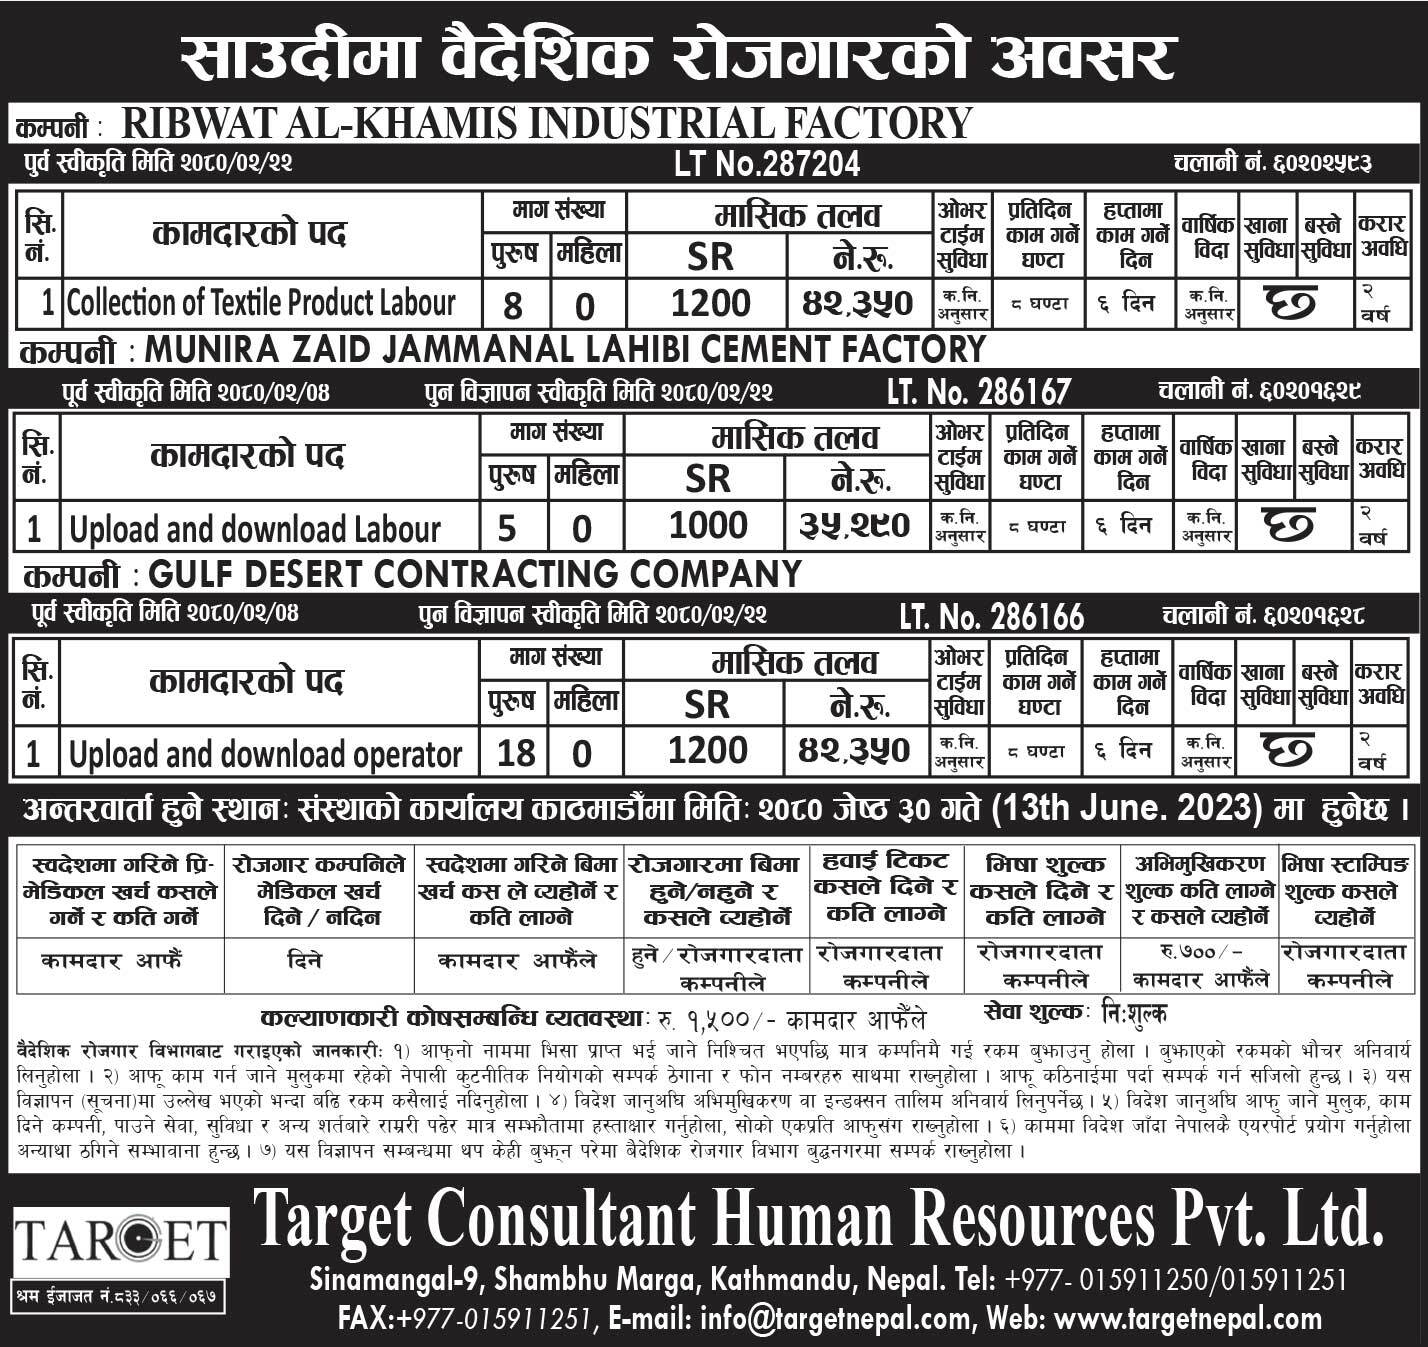 साउदीमा वैदेशिक रोजगारको अवसर
कम्पनी : RIBWAT AL-KHAMIS INDUSTRIAL FACTORY
पुर्व स्वीकृति मिति २०८०/०२/२२ LT No.287204 चलानी नं. ६०२०२५९३
सि. नं. कामदारको पद माग संख्या पुरुष महिला मासिक तलव SR ने.रु. ओभर टाईम सुविधा प्रतिदिन काम गर्ने घण्टा हप्तामा काम गर्ने दिन वार्षिक विदा खाना सुविधा बस्ने सुविधा करार अवधि
1 Collection of Textile Product Labour 8 0 1200 ४२,३५० क.नि. अनुसार ८ घण्टा ६ दिन क.नि. अनुसार छ २ वर्ष
कम्पनी : MUNIRA ZAID JAMMANAL LAHIBI CEMENT FACTORY
पूर्व स्वीकृति मिति २०८०/०२/०४ पुन विज्ञापन स्वीकृति मिति २०८०/०२/२२ LT. No. 286167 चलानी नं. ६०२०१६२९
सि. नं. कामदारको पद माग संख्या पुरुष महिला मासिक तलव SR ने.रु. ओभर टाईम सुविधा प्रतिदिन काम गर्ने घण्टा हप्तामा काम गर्ने दिन वार्षिक विदा खाना सुविधा बस्ने सुविधा करार अवधि
1 Upload and download Labour 5 0 1000 ३५,२९० क.नि. अनुसार ८ घण्टा ६ दिन क.नि. अनुसार छ २ वर्ष
कम्पनी : GULF DESERT CONTRACTING COMPANY
पूर्व स्वीकृति मिति २०८०/०२/०४ पुन विज्ञापन स्वीकृति मिति २०८०/०२/२२ LT. No. 286166 चलानी नं. ६०२०१६२८
सि. नं. कामदारको पद माग संख्या पुरुष महिला मासिक तलव SR ने.रु. ओभर टाईम सुविधा प्रतिदिन काम गर्ने घण्टा हप्तामा काम गर्ने दिन वार्षिक विदा खाना सुविधा बस्ने सुविधा करार अवधि
1 Upload and download operator 18 0 1200 ४२,३५० क.नि. अनुसार ८ घण्टा ६ दिन क.नि. अनुसार छ २ वर्ष
अन्तरवार्ता हुने स्थान: संस्थाको कार्यालय काठमाडौंमा मिति: २०८० जेष्ठ ३० गते (13th June. 2023) मा हुनेछ ।
स्वदेशमा गरिने प्रि-मेडिकल खर्च कसले गर्ने र कति गर्ने
रोजगार कम्पनिले मेडिकल खर्च दिने / नदिन
स्वदेशमा गरिने बिमा खर्च कस ले व्यहोर्ने र कति लाग्ने
रोजगारमा बिमा हुने/नहुने र कसले व्यहोर्ने
हवाई टिकट कसले दिने र कति लाग्ने
भिषा शुल्क कसले दिने र कति लाग्ने
अभिमुखिकरण शुल्क कति लाग्ने र कसले व्यहोर्ने
भिषा स्टाम्पिङ शुल्क कसले व्यहोर्ने
कामदार आफैं
दिने
कामदार आफैंले
हुने / रोजगारदाता कम्पनीले
रोजगारदाता कम्पनीले
रोजगारदाता कम्पनीले
रु.७००/- कामदार आफैंले
रोजगारदाता कम्पनीले
कल्याणकारी कोषसम्बन्धि व्यतवस्था: रु. १,५००/- कामदार आफैंले सेवा शुल्क: नि:शुल्क
वैदेशिक रोजगार विभागबाट गराइएको जानकारी: १) आफ्नो नाममा भिसा प्राप्त भई जाने निश्चित भएपछि मात्र कम्पनिमै गई रकम बुझाउनु होला । बुझाएको रकमको भौचर अनिवार्य
लिनुहोला । २) आफू काम गर्न जाने मुलुकमा रहेको नेपाली कुटनीतिक नियोगको सम्पर्क ठेगाना र फोन नम्बरहरु साथमा राख्नुहोला । आफू कठिनाईमा पर्दा सम्पर्क गर्न सजिलो हुन्छ । ३) यस
विज्ञापन (सूचना)मा उल्लेख भएको भन्दा बढि रकम कसैलाई नदिनुहोला । ४) विदेश जानुअघि अभिमुखिकरण वा इन्डक्सन तालिम अनिवार्य लिनुपर्नेछ । ५) विदेश जानुअघि आफु जाने मुलुक, काम
दिने कम्पनी, पाउने सेवा, सुविधा र अन्य शर्तबारे राम्ररी पढेर मात्र सम्झौतामा हस्ताक्षार गर्नुहोला, सोको एकप्रति आफुसंग राख्नुहोला । ६) काममा विदेश जाँदा नेपालकै एयरपोर्ट प्रयोग गर्नुहोला
अन्याथा ठगिने सम्भावाना हुन्छ । ७) यस विज्ञापन सम्बन्धमा थप केही बुझ्न परेमा बैदेशिक रोजगार विभाग बुद्धनगरमा सम्पर्क राख्नुहोला ।
TARGET
श्रम ईजाजत नं.८३३/०६६/०६७
Target Consultant Human Resources Pvt. Ltd.
Sinamangal-9, Shambhu Marga, Kathmandu, Nepal. Tel: +977- 015911250/015911251
FAX:+977-015911251, E-mail: info@targetnepal.com, Web: www.targetnepal.com